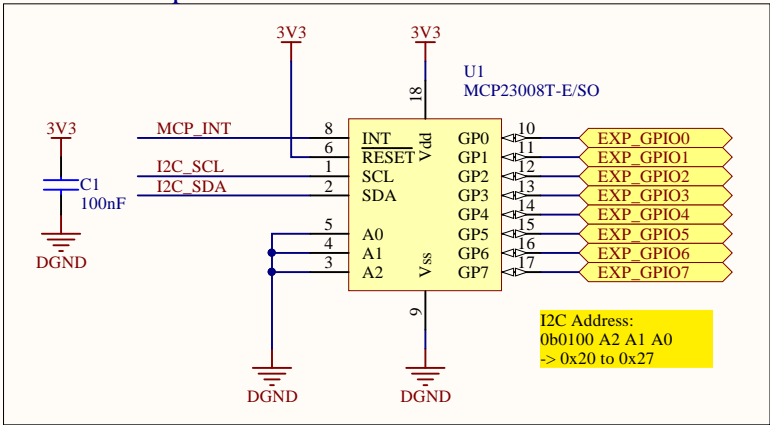 3V3
3V3
U1
MCP23008T-E/SO
18
MCP_INT
8
INT
Vdd
GP0
10
EXP_GPIO0
3V3
6
RESET
GP1
11
EXP_GPIO1
I2C_SCL
1
SCL
GP2
12
EXP_GPIO2
C1
I2C_SDA
2
SDA
GP3
13
EXP_GPIO3
100nF
GP4
14
EXP_GPIO4
5
A0
GP5
15
EXP_GPIO5
4
A1
GP6
16
EXP_GPIO6
DGND
3
A2
Vss
GP7
17
EXP_GPIO7
9
I2C Address:
0b0100 A2 A1 A0
-> 0x20 to 0x27
DGND
DGND